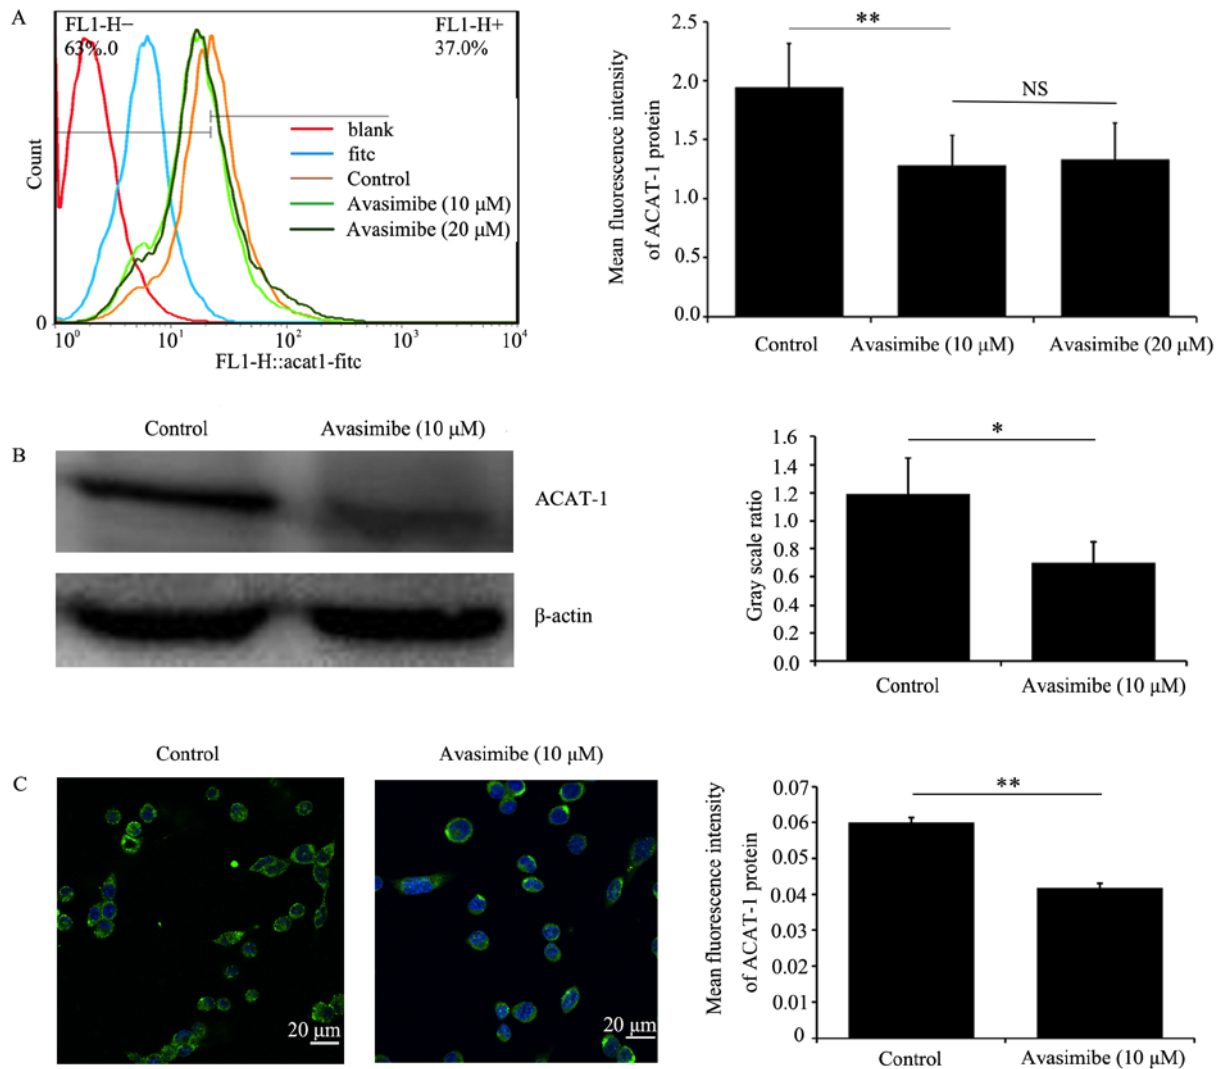 A
FL1-H−
63%.0
FL1-H+
37.0%
Count
blank
fitc
Control
Avasimibe (10 μM)
Avasimibe (20 μM)
0
10⁰ 10¹ 10² 10³ 10⁴
FL1-H::acat1-fitc
Mean fluorescence intensity
of ACAT-1 protein
2.5
2.0
1.5
1.0
0.5
0.0
**
NS
Control Avasimibe (10 μM) Avasimibe (20 μM)
B
Control Avasimibe (10 μM)
ACAT-1
β-actin
Gray scale ratio
1.6
1.4
1.2
1.0
0.8
0.6
0.4
0.2
0.0
*
Control Avasimibe (10 μM)
C
Control Avasimibe (10 μM)
20 μm
20 μm
Mean fluorescence intensity
of ACAT-1 protein
0.07
0.06
0.05
0.04
0.03
0.02
0.01
0
**
Control Avasimibe (10 μM)